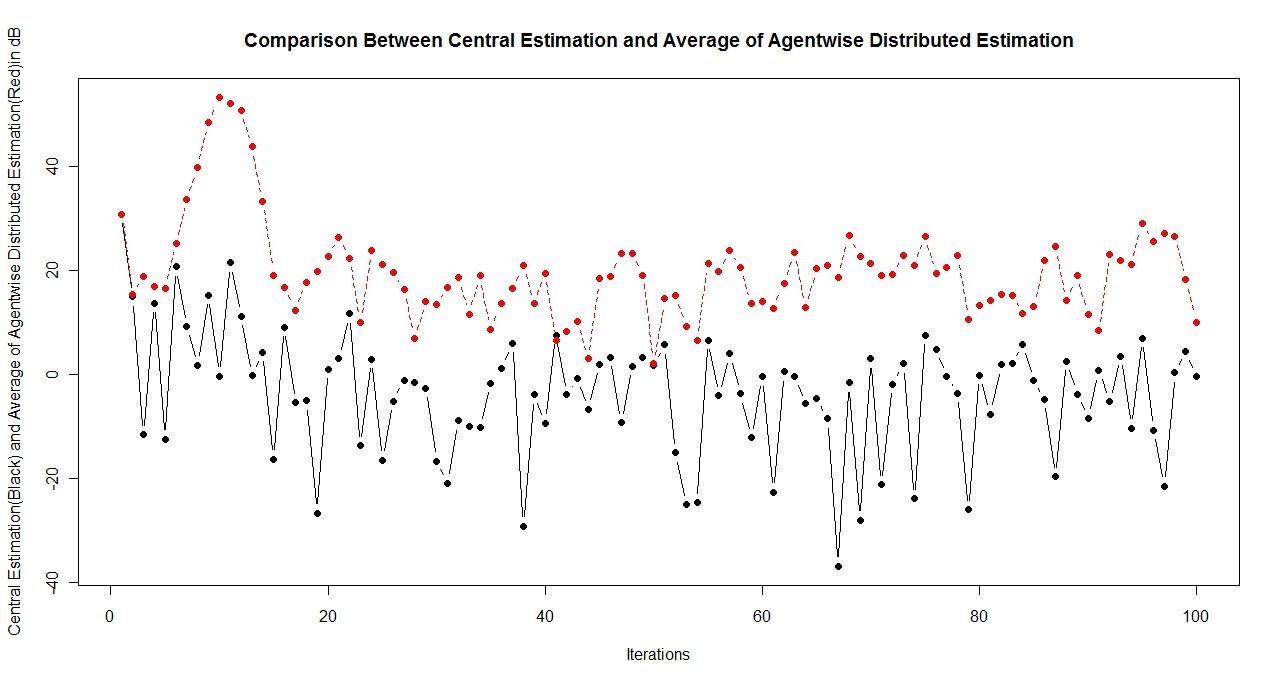 Comparison Between Central Estimation and Average of Agentwise Distributed Estimation
Central Estimation(Black) and Average of Agentwise Distributed Estimation(Red)in dB
40
20
0
-20
-40
0 20 40 60 80 100
Iterations